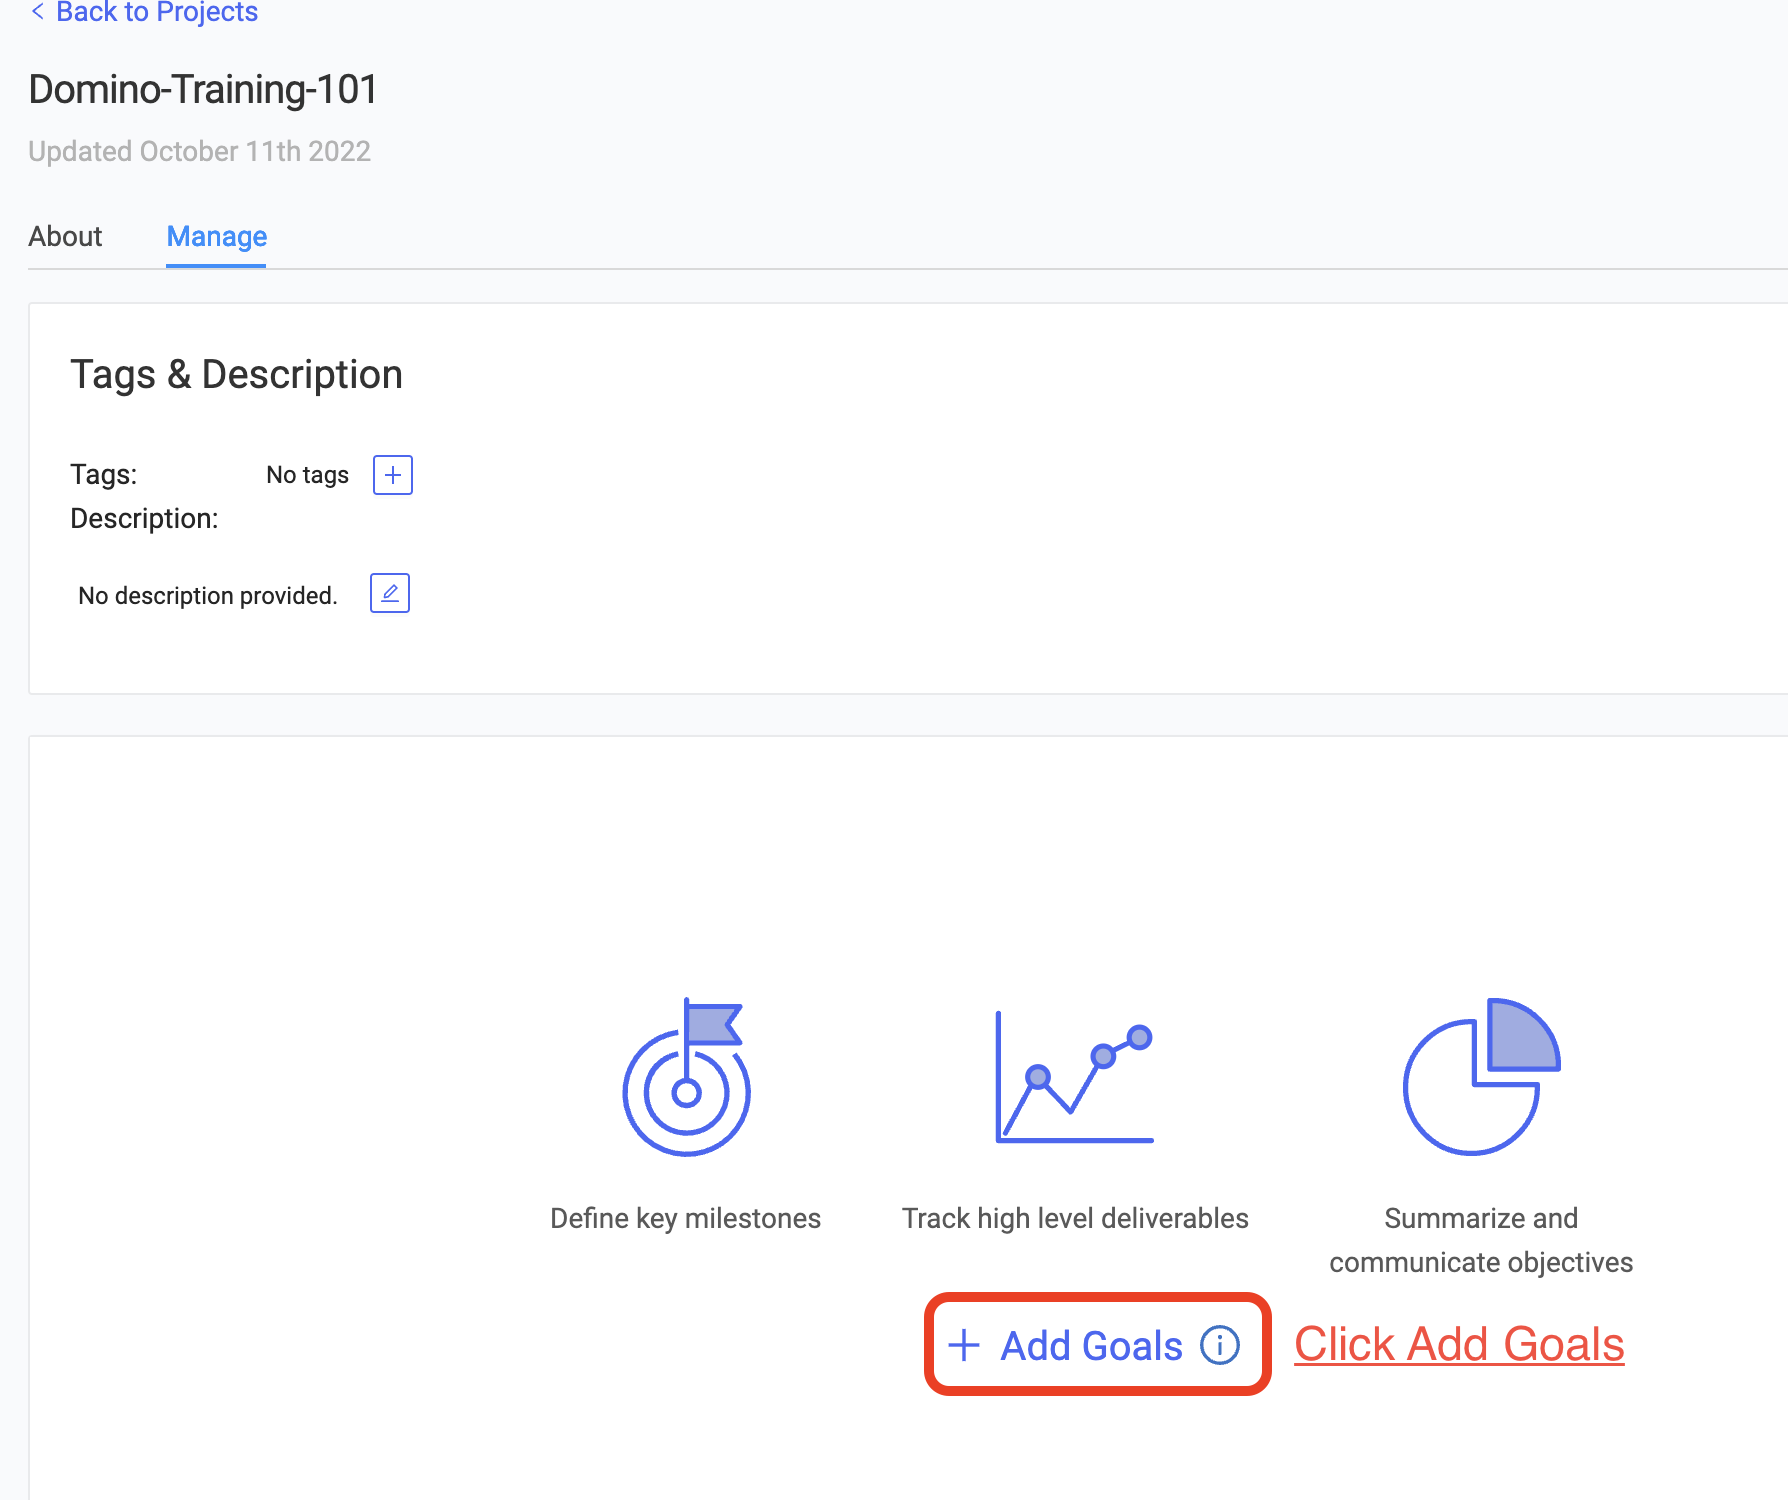 < Back to Projects
Domino-Training-101
Updated October 11th 2022
About Manage
Tags & Description
Tags: No tags +
Description:
No description provided.
Define key milestones
Track high level deliverables
Summarize and
communicate objectives
+ Add Goals i
Click Add Goals